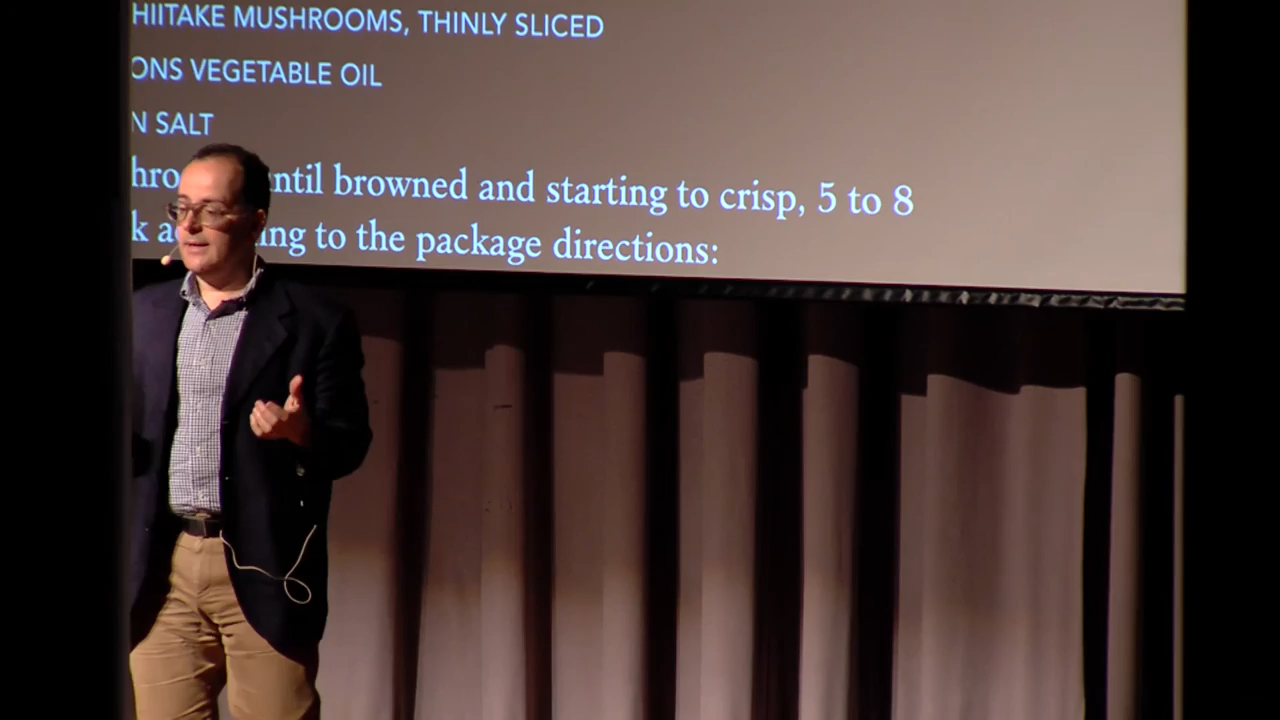 HIITAKE MUSHROOMS, THINLY SLICED
ONS VEGETABLE OIL
N SALT
hro ntil browned and starting to crisp, 5 to 8
k a ing to the package directions: